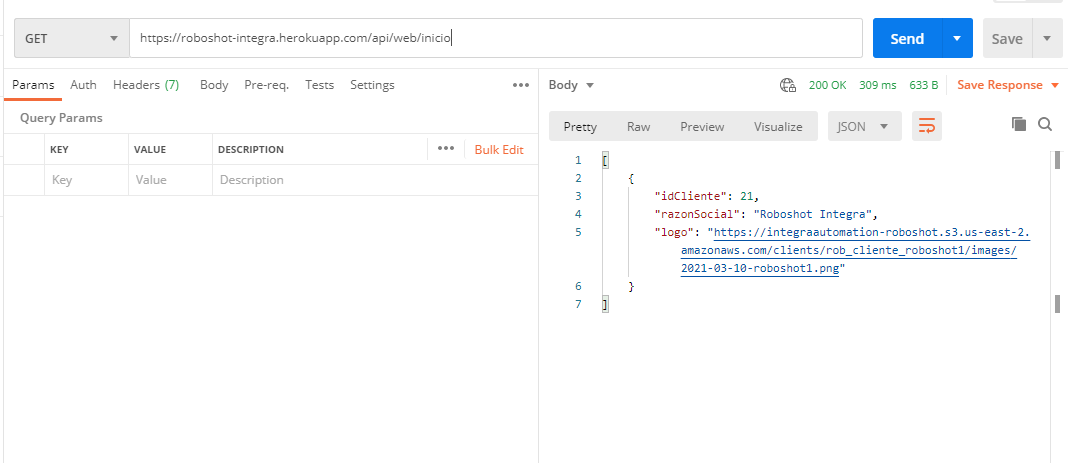 GET
https://roboshot-integra.herokuapp.com/api/web/inicio
Send
Save
Params Auth Headers (7) Body Pre-req. Tests Settings •••
Query Params
KEY VALUE DESCRIPTION ••• Bulk Edit
Key Value Description
Body 200 OK 309 ms 633 B Save Response
Pretty Raw Preview Visualize JSON
1 [
2 {
3 "idCliente": 21,
4 "razonSocial": "Roboshot Integra",
5 "logo": "https://integraautomation-roboshot.s3.us-east-2.
amazonaws.com/clients/rob_cliente_roboshot1/images/
2021-03-10-roboshot1.png"
6 }
7 ]